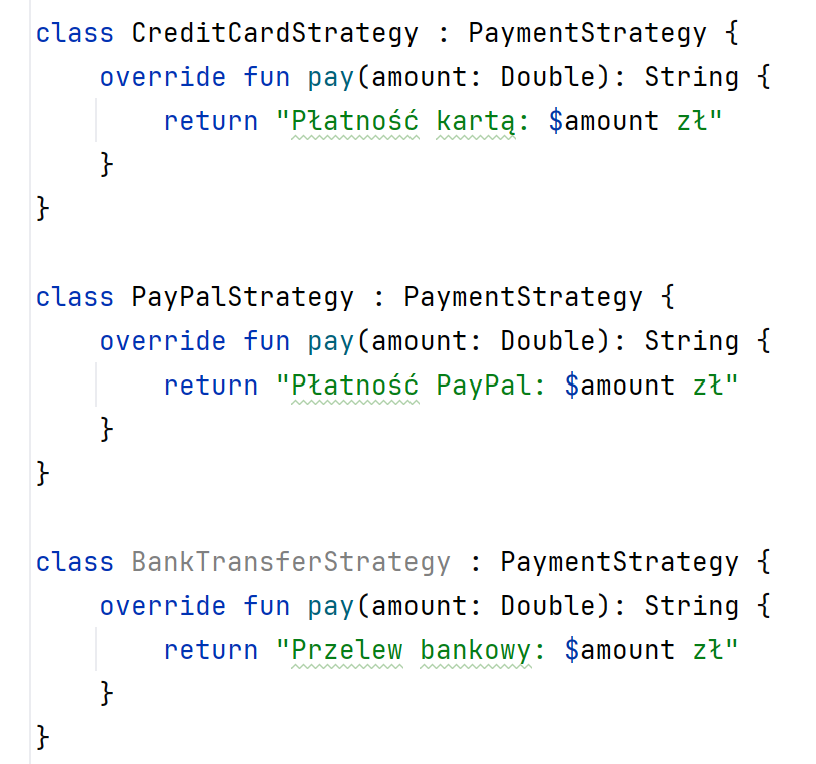 class CreditCardStrategy : PaymentStrategy {
    override fun pay(amount: Double): String {
        return "Płatność kartą: $amount zł"
    }
}

class PayPalStrategy : PaymentStrategy {
    override fun pay(amount: Double): String {
        return "Płatność PayPal: $amount zł"
    }
}

class BankTransferStrategy : PaymentStrategy {
    override fun pay(amount: Double): String {
        return "Przelew bankowy: $amount zł"
    }
}